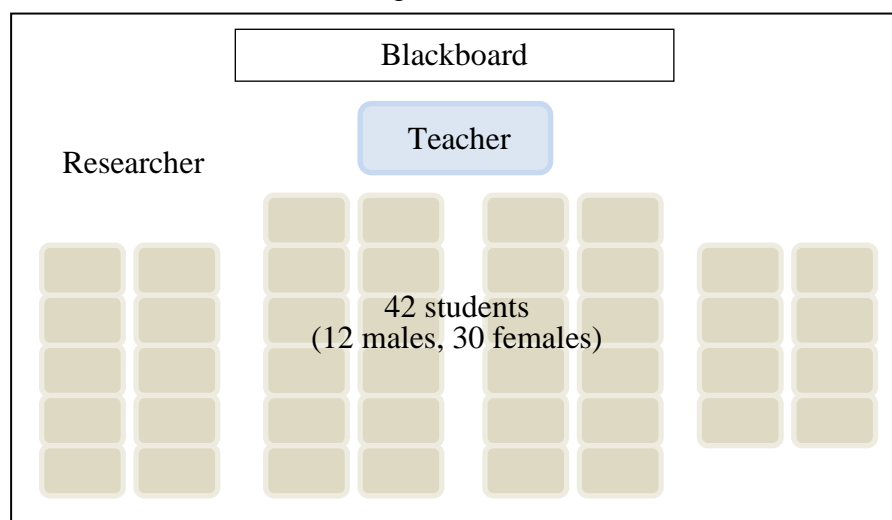 Blackboard
Teacher
Researcher
42 students
(12 males, 30 females)